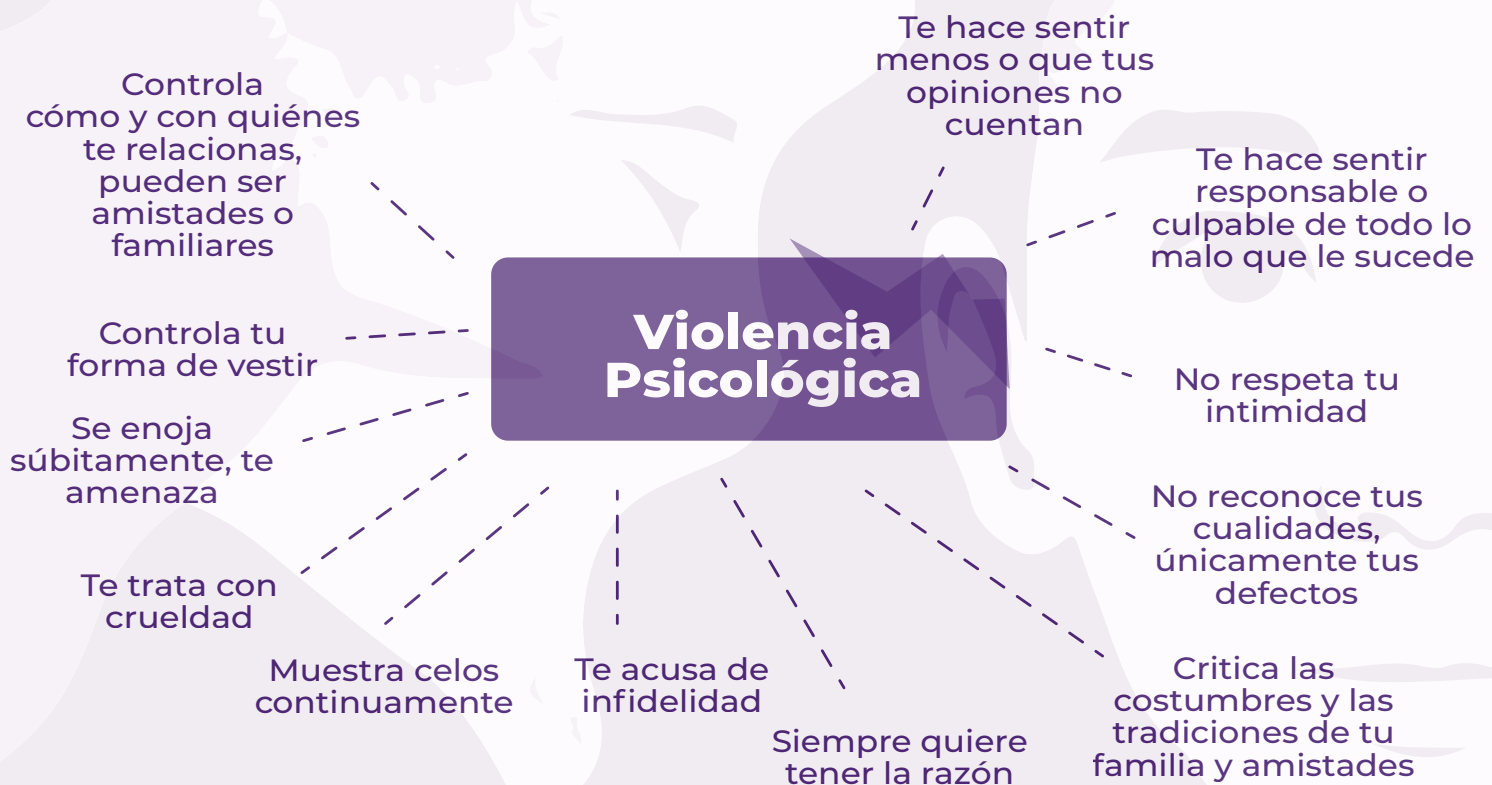 Violencia
Psicológica
Te hace sentir
menos o que tus
opiniones no
cuentan
Te hace sentir
responsable o
culpable de todo lo
malo que le sucede
No respeta tu
intimidad
No reconoce tus
cualidades,
únicamente tus
defectos
Critica las
costumbres y las
tradiciones de tu
familia y amistades
Siempre quiere
tener la razón
Te acusa de
infidelidad
Muestra celos
continuamente
Te trata con
crueldad
Se enoja
súbitamente, te
amenaza
Controla tu
forma de vestir
Controla
cómo y con quiénes
te relacionas,
pueden ser
amistades o
familiares